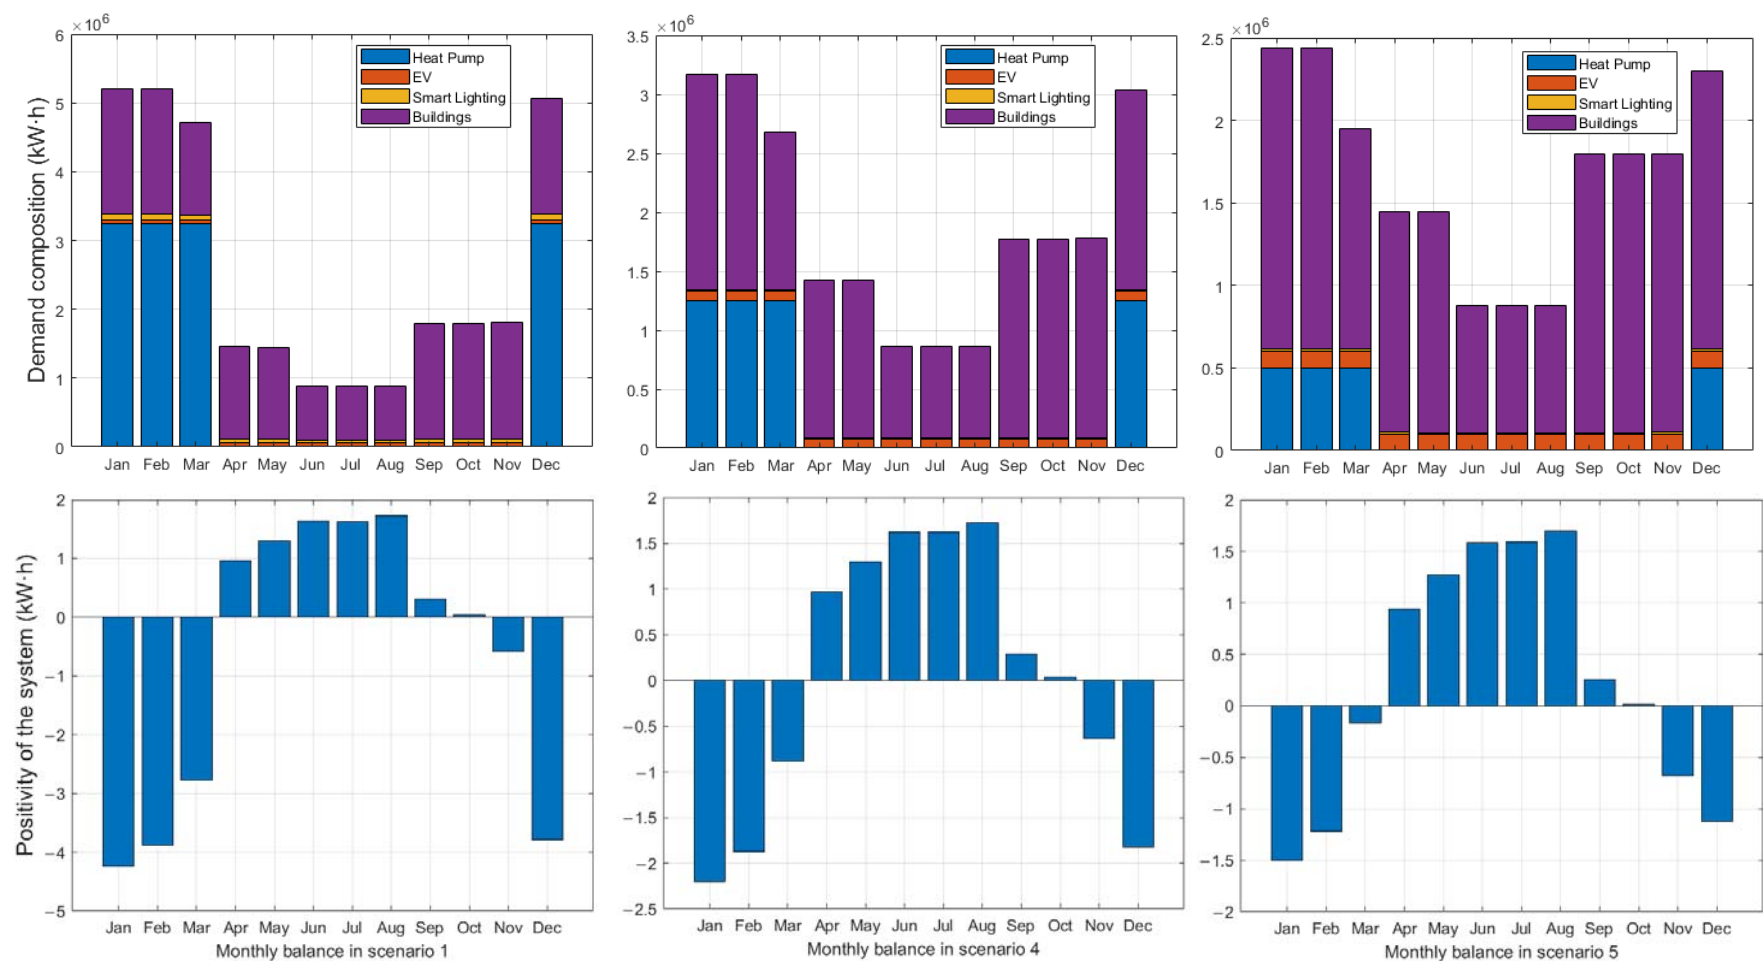 ×10⁶
6
5
4
3
2
1
0
Demand composition (kW·h)
Heat Pump
EV
Smart Lighting
Buildings
Jan Feb Mar Apr May Jun Jul Aug Sep Oct Nov Dec
×10⁶
3.5
3
2.5
2
1.5
1
0.5
0
Heat Pump
EV
Smart Lighting
Buildings
Jan Feb Mar Apr May Jun Jul Aug Sep Oct Nov Dec
×10⁶
2.5
2
1.5
1
0.5
0
Heat Pump
EV
Smart Lighting
Buildings
Jan Feb Mar Apr May Jun Jul Aug Sep Oct Nov Dec
2
1
0
−1
−2
−3
−4
−5
Positivity of the system (kW·h)
Jan Feb Mar Apr May Jun Jul Aug Sep Oct Nov Dec
Monthly balance in scenario 1
2
1.5
1
0.5
0
−0.5
−1
−1.5
−2
−2.5
Jan Feb Mar Apr May Jun Jul Aug Sep Oct Nov Dec
Monthly balance in scenario 4
2
1.5
1
0.5
0
−0.5
−1
−1.5
−2
Jan Feb Mar Apr May Jun Jul Aug Sep Oct Nov Dec
Monthly balance in scenario 5